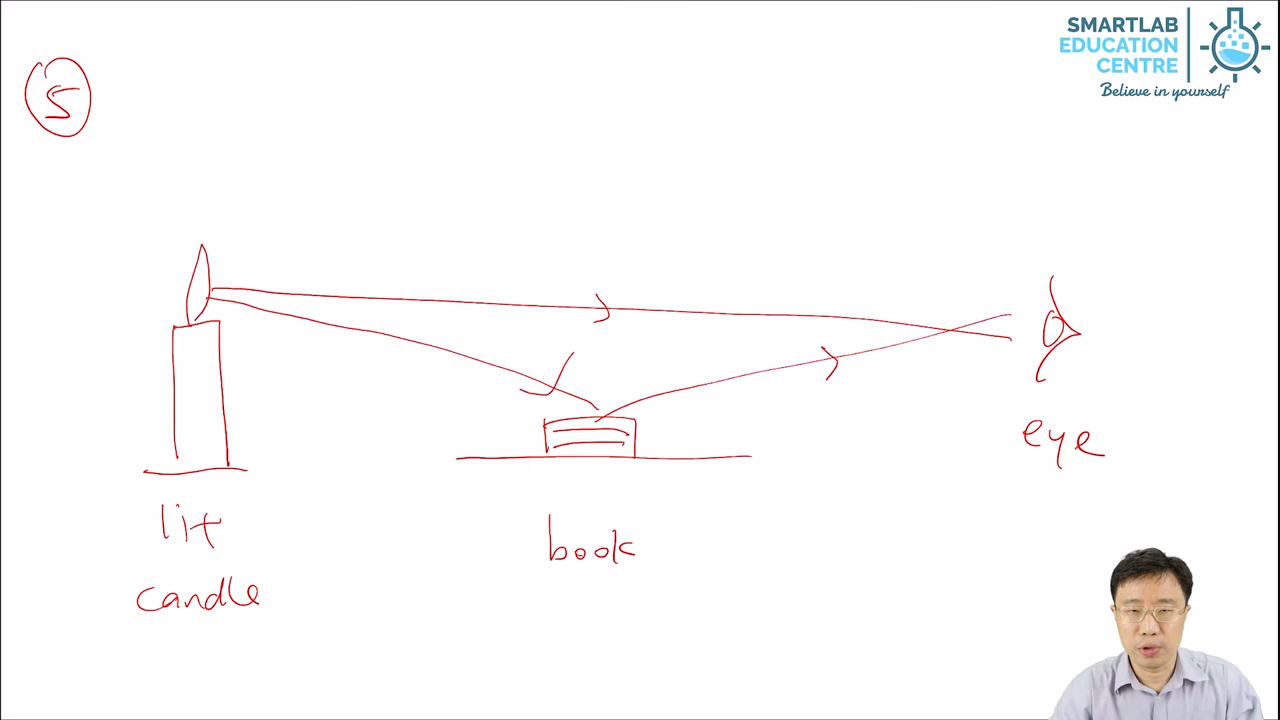 SMARTLAB
EDUCATION
CENTRE
Believe in yourself
5
eye
lit
candle
book